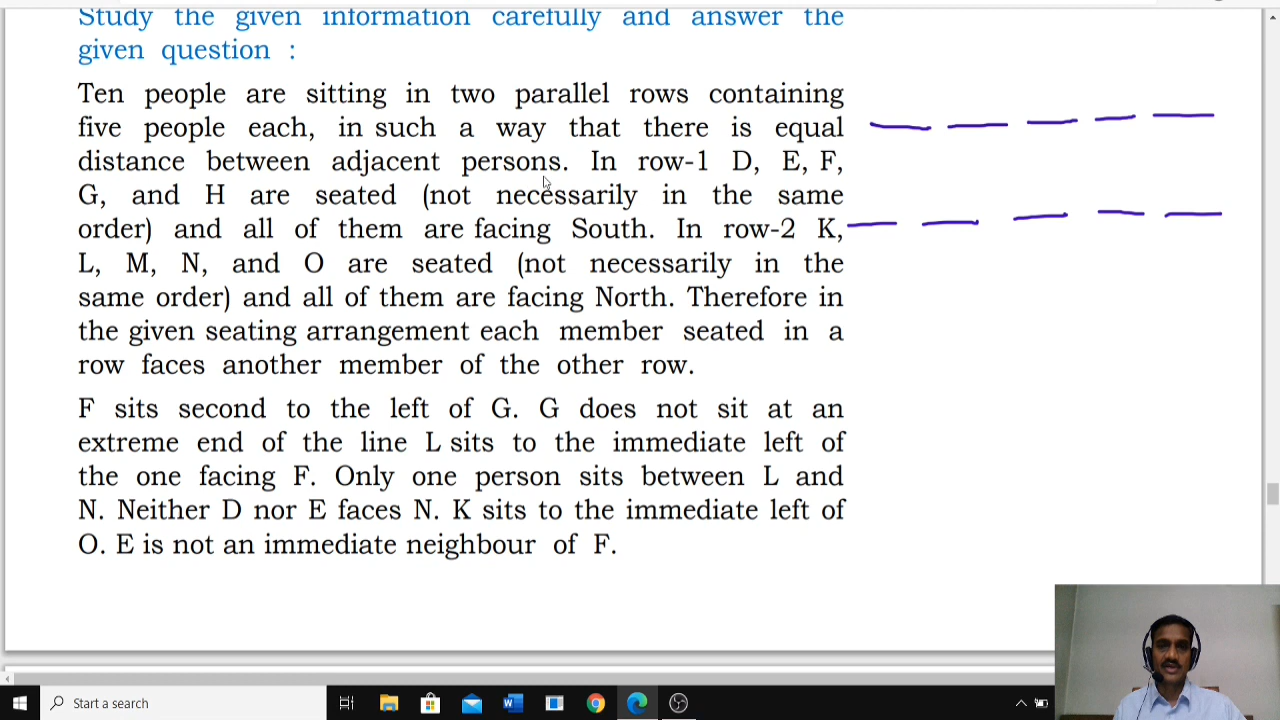 Study the given information carefully and answer the
given question :
Ten people are sitting in two parallel rows containing
five people each, in such a way that there is equal
distance between adjacent persons. In row-1 D, E, F,
G, and H are seated (not necessarily in the same
order) and all of them are facing South. In row-2 K,
L, M, N, and O are seated (not necessarily in the
same order) and all of them are facing North. Therefore in
the given seating arrangement each member seated in a
row faces another member of the other row.
F sits second to the left of G. G does not sit at an
extreme end of the line L sits to the immediate left of
the one facing F. Only one person sits between L and
N. Neither D nor E faces N. K sits to the immediate left of
O. E is not an immediate neighbour of F.
Start a search